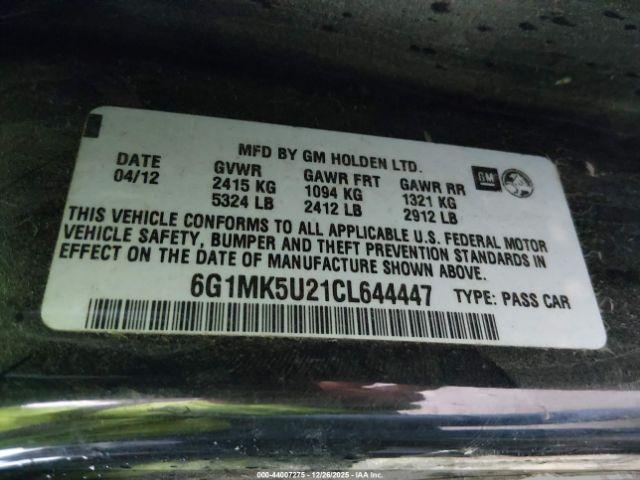 MFD BY GM HOLDEN LTD.
DATE GVWR GAWR FRT GAWR RR
04/12 2415 KG 1094 KG 1321 KG
5324 LB 2412 LB 2912 LB
GM
THIS VEHICLE CONFORMS TO ALL APPLICABLE U.S. FEDERAL MOTOR
VEHICLE SAFETY, BUMPER AND THEFT PREVENTION STANDARDS IN
EFFECT ON THE DATE OF MANUFACTURE SHOWN ABOVE.
6G1MK5U21CL644447 TYPE: PASS CAR
000-44007275 - 12/26/2025 - IAAI.COM